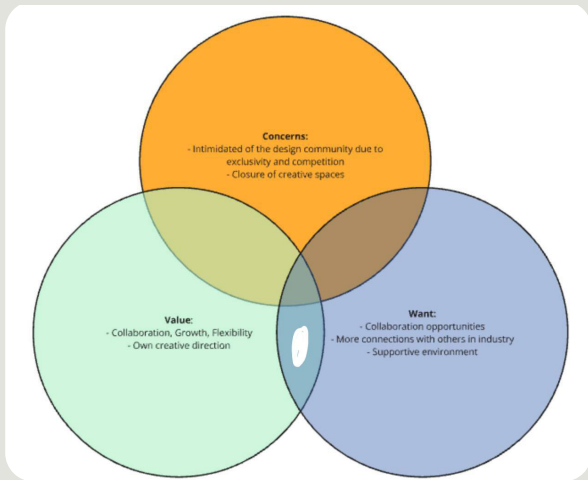 Concerns:
- Intimidated of the design community due to
exclusivity and competition
- Closure of creative spaces
Value:
- Collaboration, Growth, Flexibility
- Own creative direction
Want:
- Collaboration opportunities
- More connections with others in industry
- Supportive environment